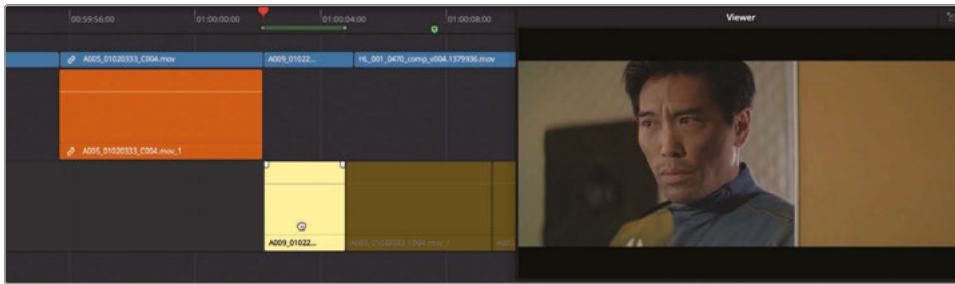 00:59:56:00 01:00:00:00 01:00:04:00 01:00:08:00
Viewer
A005_01020333_C004.mov A009_01022... HL_001_0470_comp_v004.1379936.mov
A005_01020333_C004.mov_1
A009_01022...